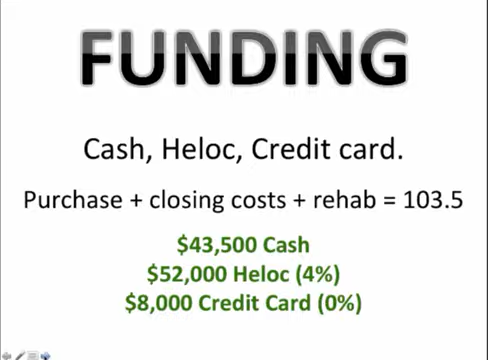 FUNDING
Cash, Heloc, Credit card.
Purchase + closing costs + rehab = 103.5
$43,500 Cash
$52,000 Heloc (4%)
$8,000 Credit Card (0%)